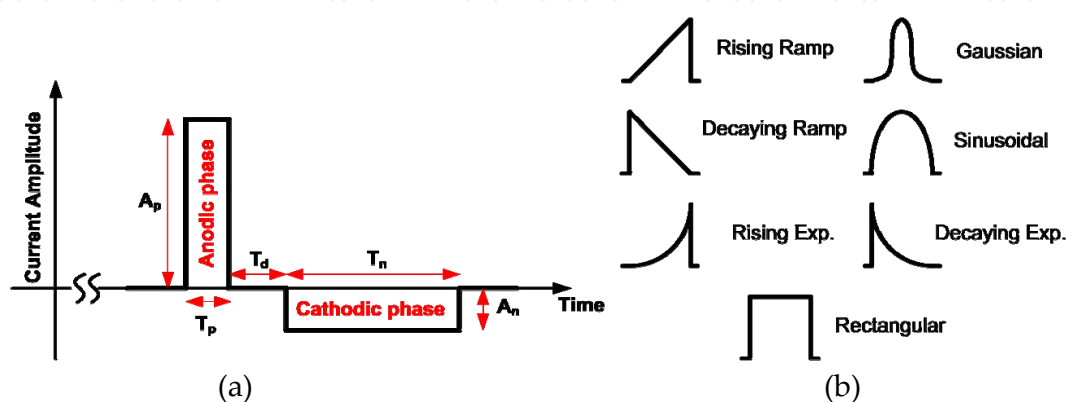 Current Amplitude
Aₚ
Anodic phase
Tₚ
T_d
Tₙ
Cathodic phase
Aₙ
Time
(a)
Rising Ramp
Gaussian
Decaying Ramp
Sinusoidal
Rising Exp.
Decaying Exp.
Rectangular
(b)